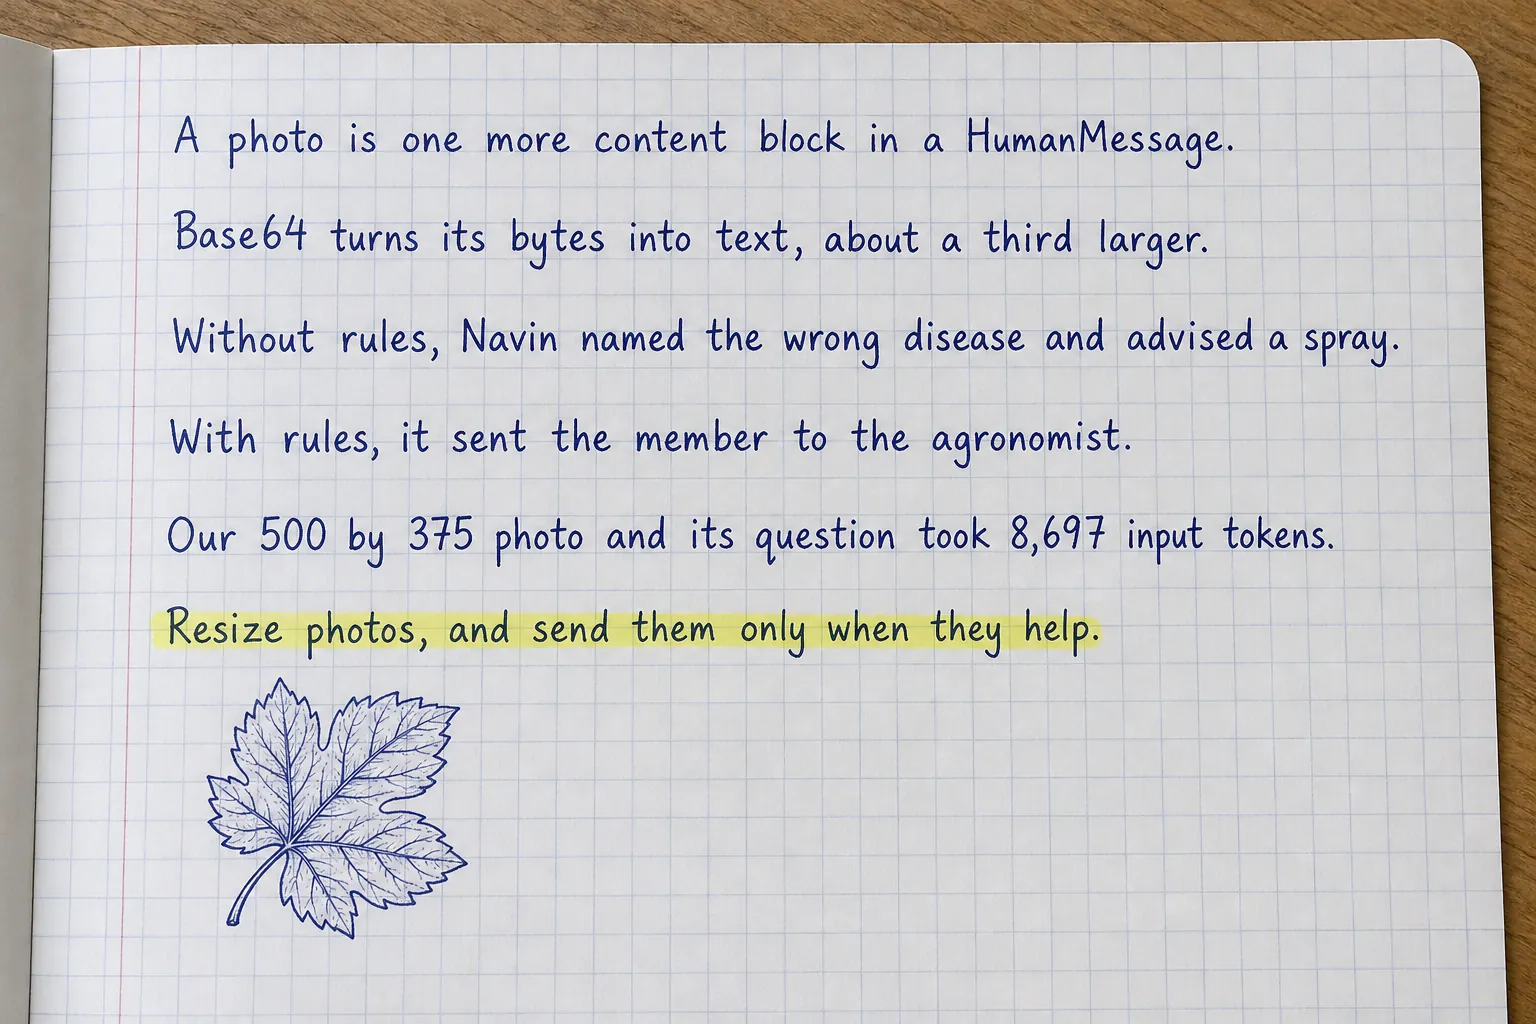 A photo is one more content block in a HumanMessage.
Base64 turns its bytes into text, about a third larger.
Without rules, Navin named the wrong disease and advised a spray.
With rules, it sent the member to the agronomist.
Our 500 by 375 photo and its question took 8,697 input tokens.
Resize photos, and send them only when they help.